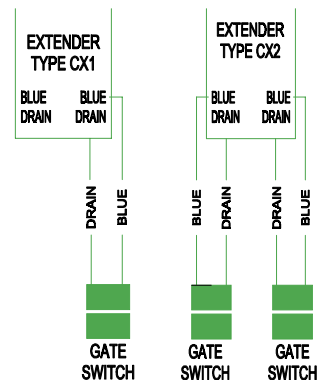 EXTENDER
TYPE CX1
BLUE BLUE
DRAIN DRAIN
DRAIN
BLUE
GATE
SWITCH
EXTENDER
TYPE CX2
BLUE BLUE
DRAIN DRAIN
BLUE
DRAIN
DRAIN
BLUE
GATE
SWITCH
GATE
SWITCH